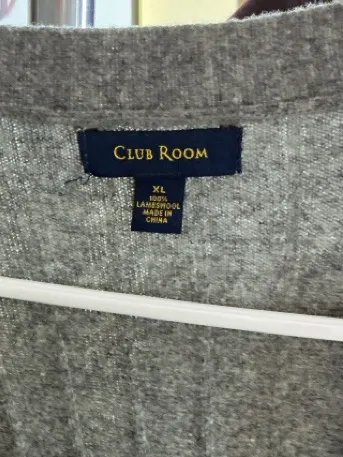 CLUB ROOM
XL
100%
LAMBSWOOL
MADE IN
CHINA